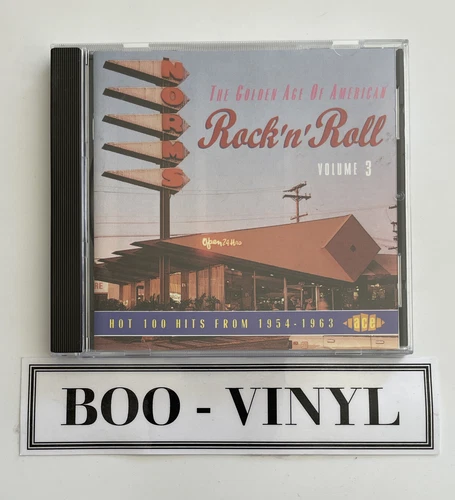 NORMS
THE GOLDEN AGE OF AMERICAN
Rock'n'Roll
VOLUME 3
Open 24 Hours
HOT 100 HITS FROM 1954-1963
ace
BOO - VINYL